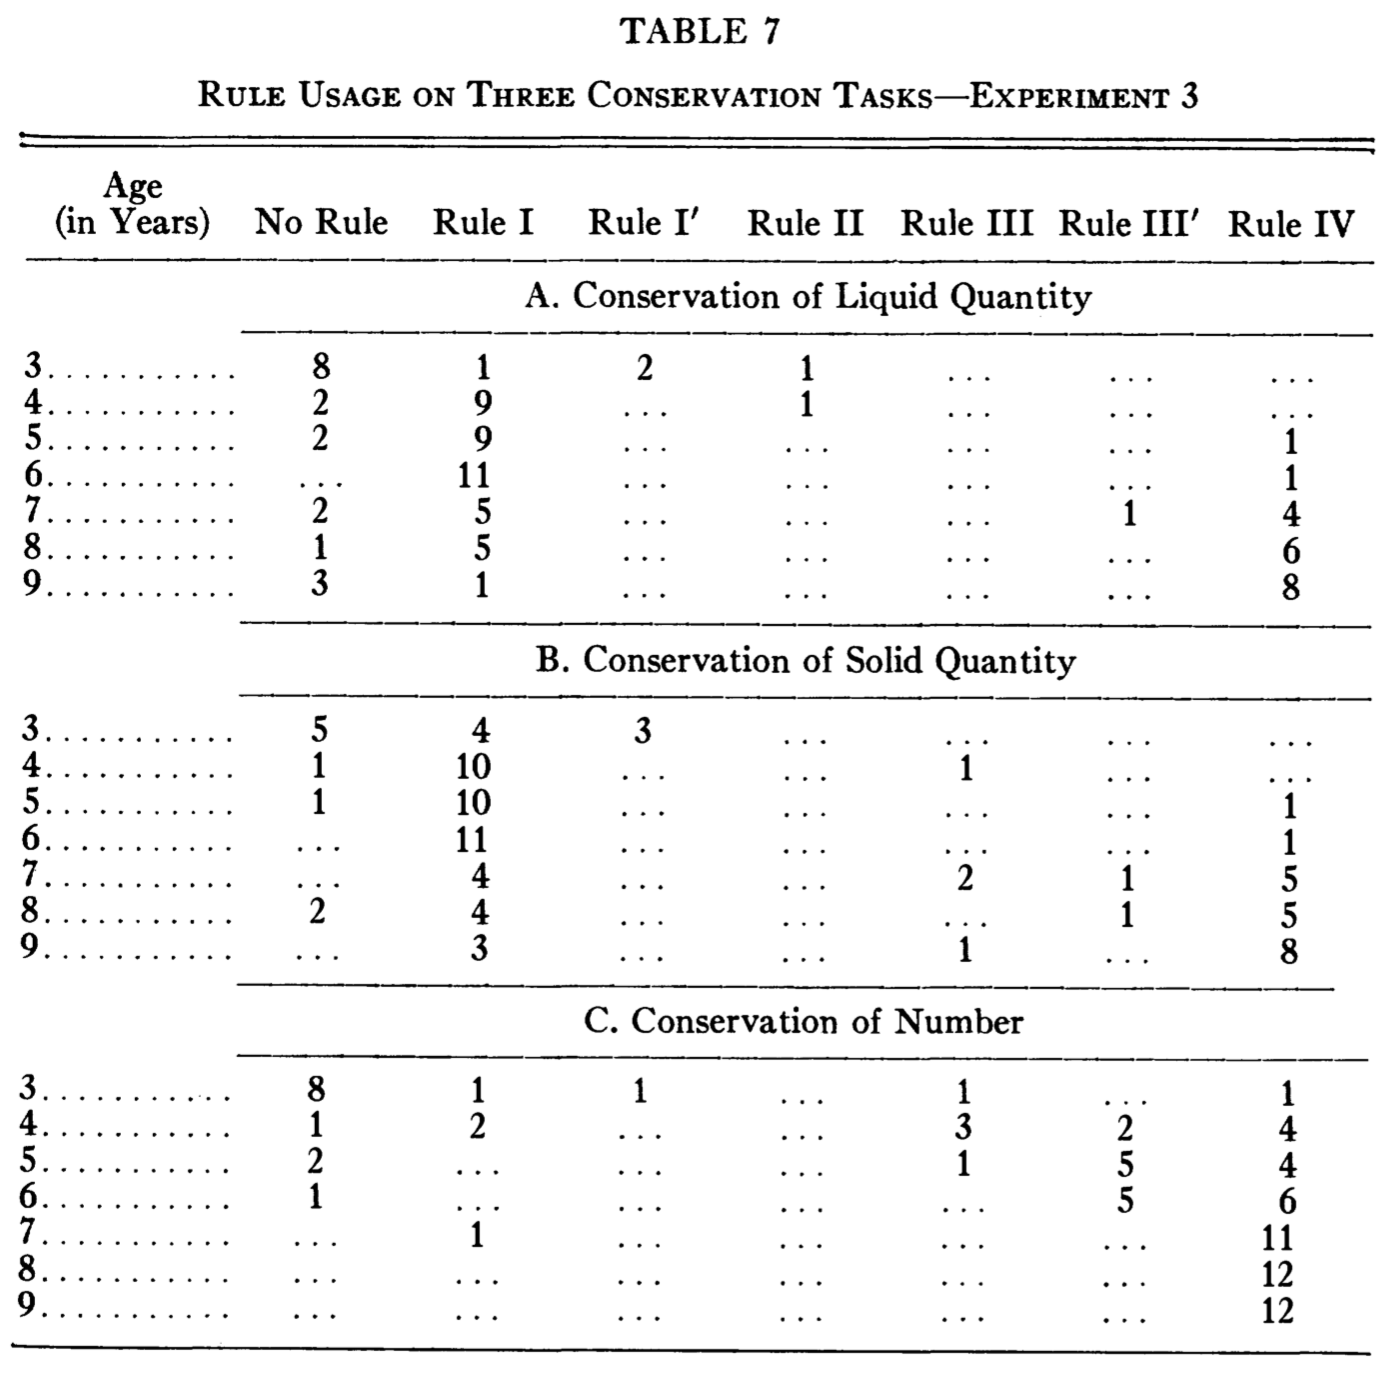 TABLE 7
RULE USAGE ON THREE CONSERVATION TASKS—EXPERIMENT 3
Age
(in Years) No Rule Rule I Rule I′ Rule II Rule III Rule III′ Rule IV
A. Conservation of Liquid Quantity
3........... 8 1 2 1 ... ... ...
4........... 2 9 ... 1 ... ... ...
5........... 2 9 ... ... ... ... 1
6........... ... 11 ... ... ... ... 1
7........... 2 5 ... ... ... 1 4
8........... 1 5 ... ... ... ... 6
9........... 3 1 ... ... ... ... 8
B. Conservation of Solid Quantity
3........... 5 4 3 ... ... ... ...
4........... 1 10 ... ... 1 ... ...
5........... 1 10 ... ... ... ... 1
6........... ... 11 ... ... ... ... 1
7........... ... 4 ... ... 2 1 5
8........... 2 4 ... ... ... 1 5
9........... ... 3 ... ... 1 ... 8
C. Conservation of Number
3........... 8 1 1 ... 1 ... 1
4........... 1 2 ... ... 3 2 4
5........... 2 ... ... ... 1 5 4
6........... 1 ... ... ... ... 5 6
7........... ... 1 ... ... ... ... 11
8........... ... ... ... ... ... ... 12
9........... ... ... ... ... ... ... 12